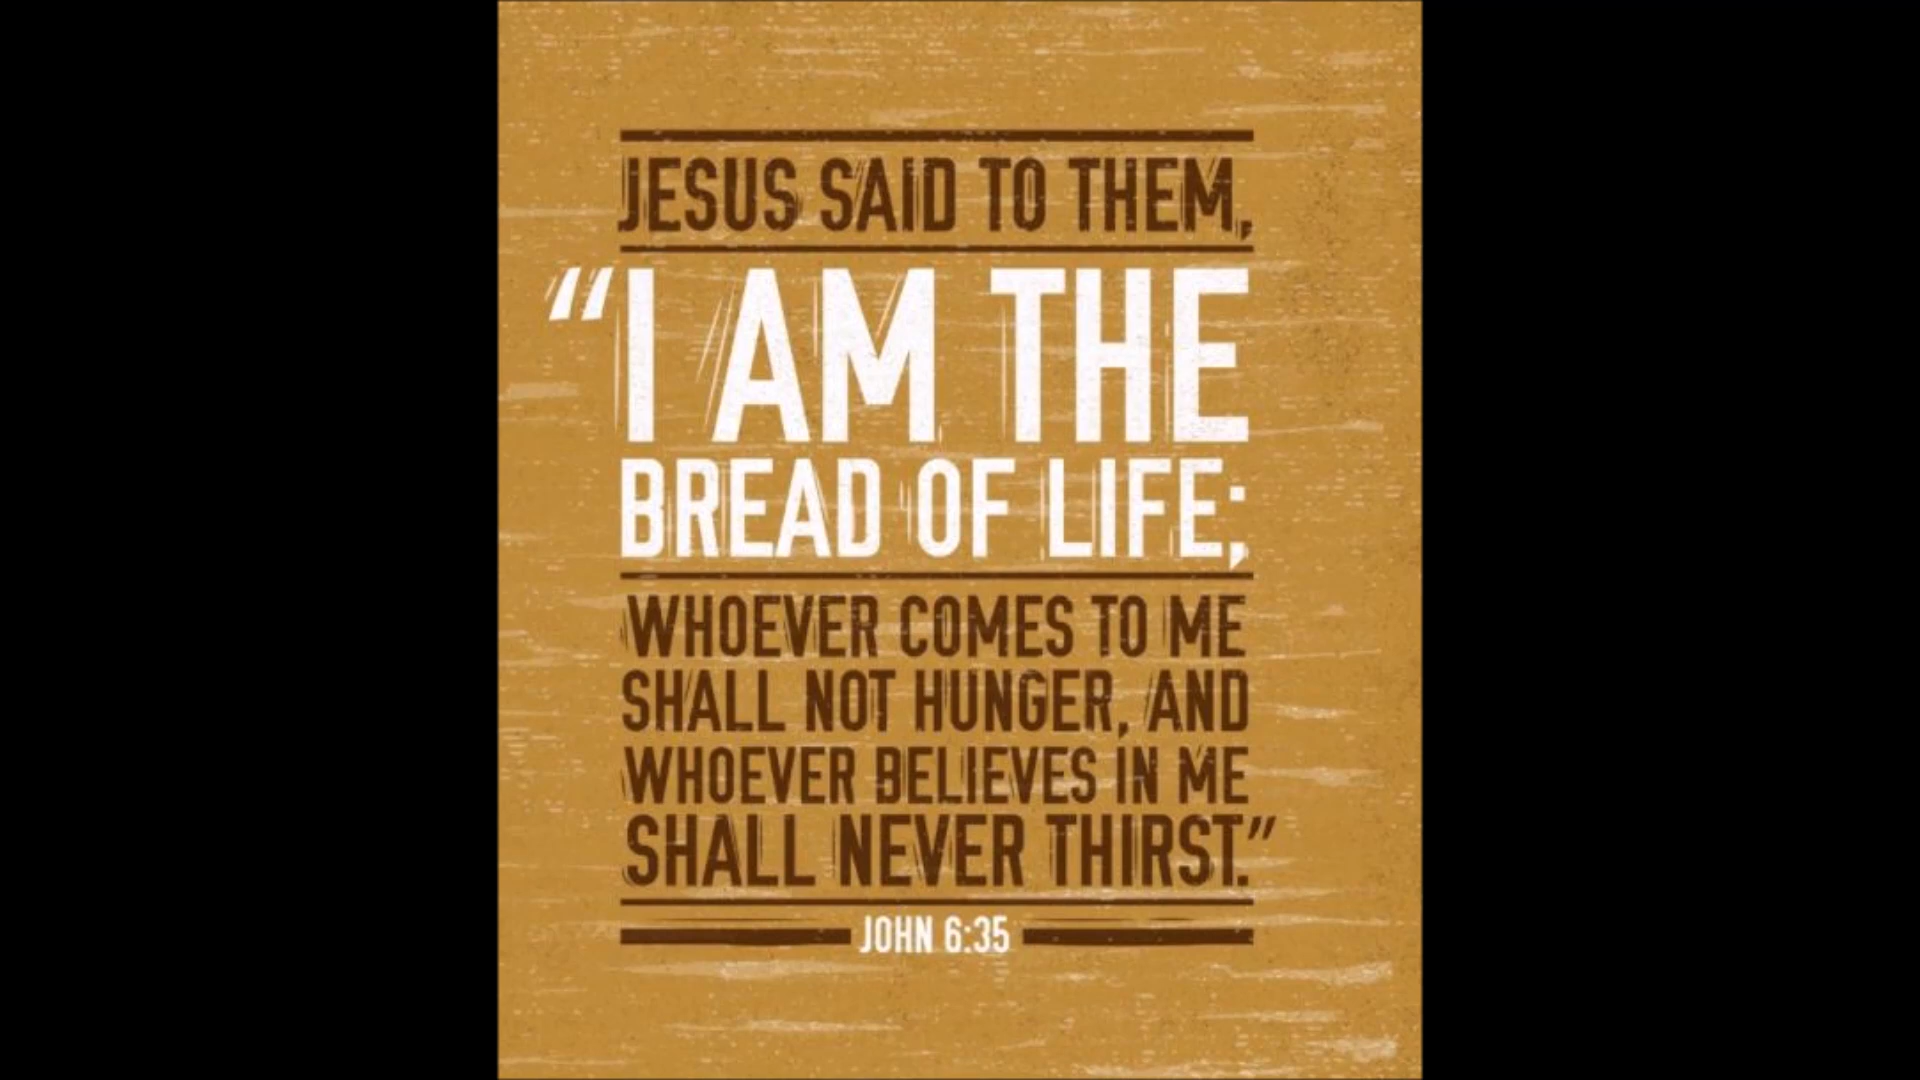 JESUS SAID TO THEM,
“I AM THE
BREAD OF LIFE;
WHOEVER COMES TO ME
SHALL NOT HUNGER, AND
WHOEVER BELIEVES IN ME
SHALL NEVER THIRST.”
JOHN 6:35